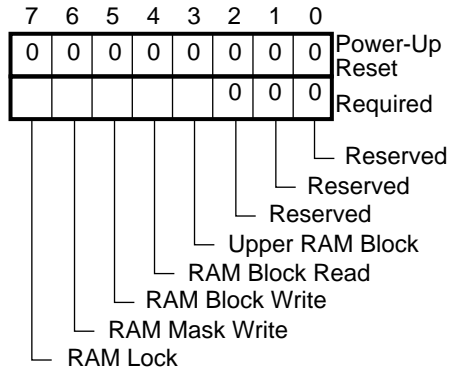 7 6 5 4 3 2 1 0
0 0 0 0 0 0 0 0 Power-Up
Reset
0 0 0 Required
Reserved
Reserved
Reserved
Upper RAM Block
RAM Block Read
RAM Block Write
RAM Mask Write
RAM Lock